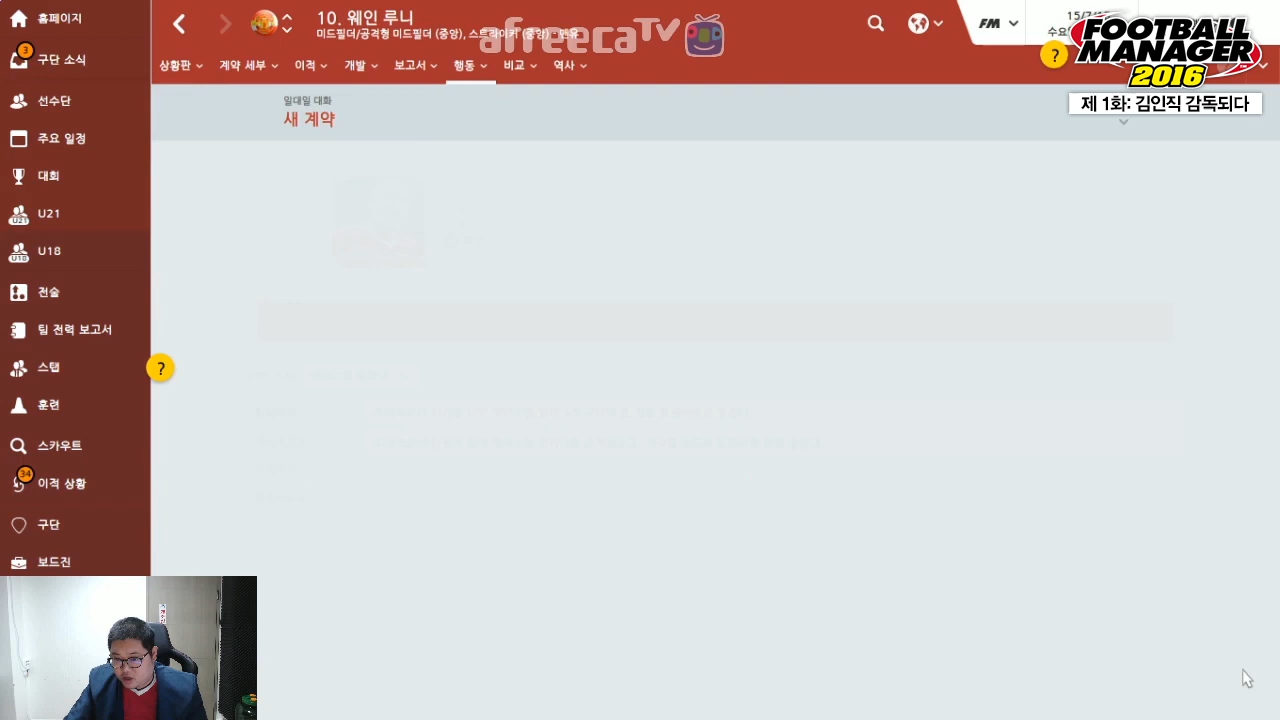 홈페이지
3
구단 소식
선수단
주요 일정
대회
U21
U21
U18
U18
전술
팀 전력 보고서
스탭
훈련
스카우트
34
이적 상황
구단
보드진
10. 웨인 루니
미드필더/공격형 미드필더 (중앙), 스트라이커 (중앙) - 맨유
afreecaTV
상황판
계약 세부
이적
개발
보고서
행동
비교
역사
FM
FOOTBALL
MANAGER
2016
?
제 1화: 김인직 감독되다
일대일 대화
새 계약
?